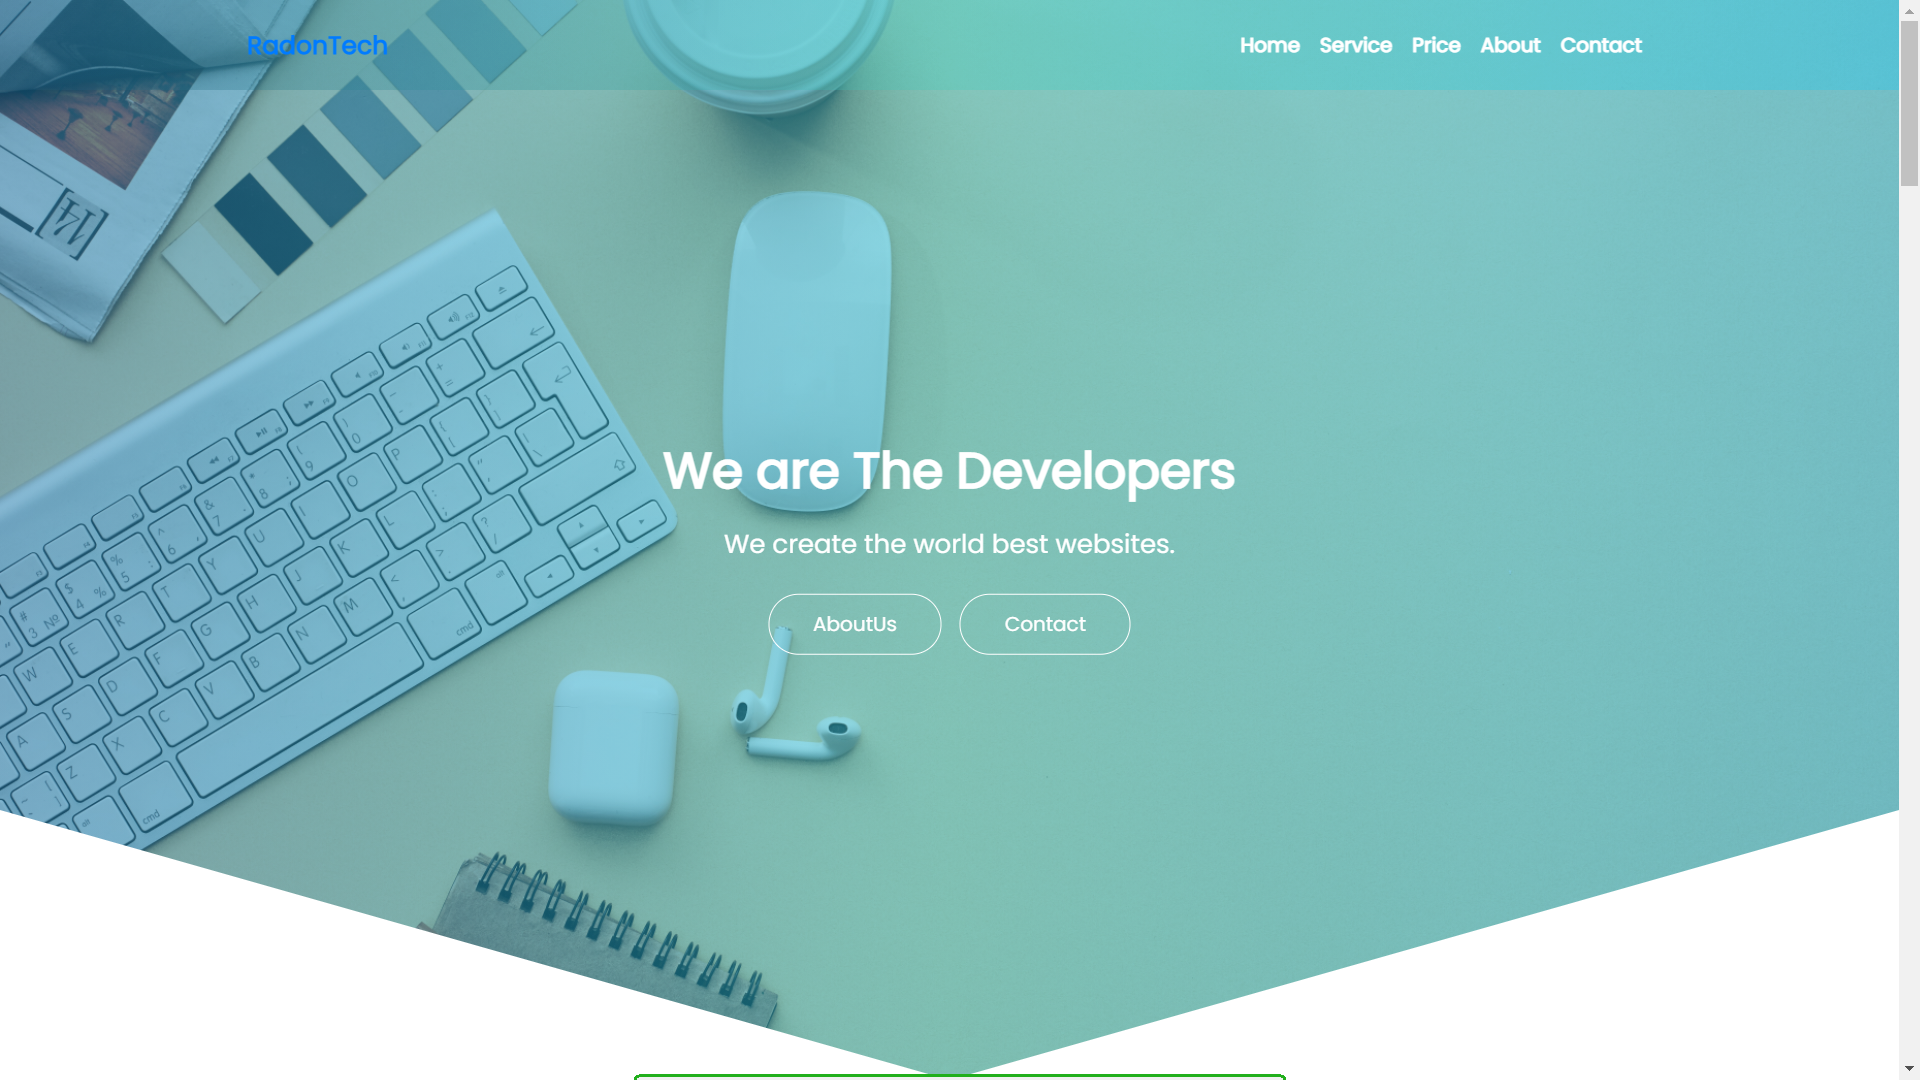 RadonTech
Home Service Price About Contact
We are The Developers
We create the world best websites.
AboutUs Contact